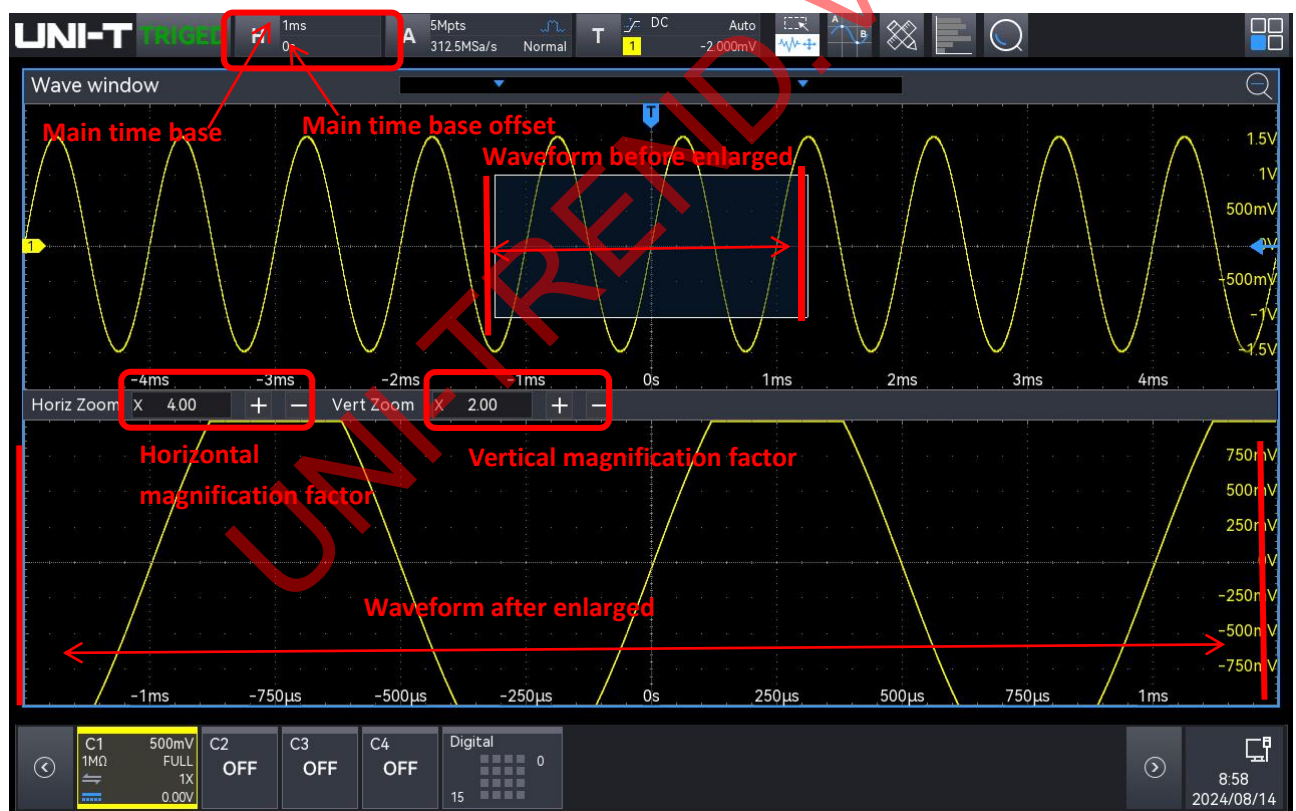 UNI-T TRIGED H 1ms 0s A 5Mpts 312.5MSa/s Normal T DC 1 Auto -2.000mV A B
Wave window
T
Main time base
Main time base offset
Waveform before enlarged
1.5V
1V
500mV
0V
1
-500mV
-1V
-1.5V
-4ms -3ms -2ms -1ms 0s 1ms 2ms 3ms 4ms
Horiz Zoom X 4.00 + − Vert Zoom X 2.00 + −
Horizontal
magnification factor
Vertical magnification factor
750mV
500mV
250mV
0V
-250mV
-500mV
-750mV
Waveform after enlarged
-1ms -750µs -500µs -250µs 0s 250µs 500µs 750µs 1ms
C1 500mV
1MΩ FULL
1X
0.00V
C2
OFF
C3
OFF
C4
OFF
Digital
0
15
8:58
2024/08/14